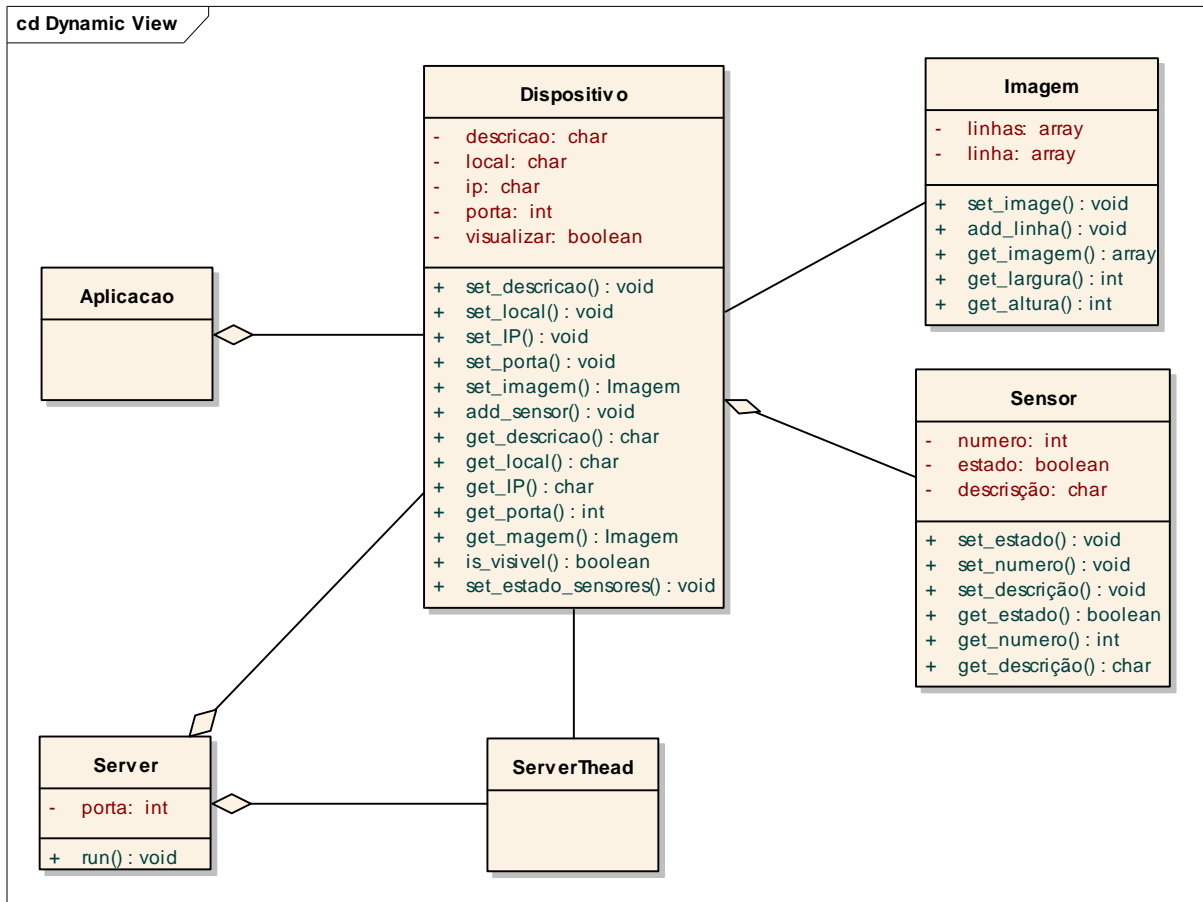 cd Dynamic View
Dispositivo
- descricao: char
- local: char
- ip: char
- porta: int
- visualizar: boolean
+ set_descricao() : void
+ set_local() : void
+ set_IP() : void
+ set_porta() : void
+ set_imagem() : Imagem
+ add_sensor() : void
+ get_descricao() : char
+ get_local() : char
+ get_IP() : char
+ get_porta() : int
+ get_magem() : Imagem
+ is_visivel() : boolean
+ set_estado_sensores() : void
Imagem
- linhas: array
- linha: array
+ set_image() : void
+ add_linha() : void
+ get_imagem() : array
+ get_largura() : int
+ get_altura() : int
Aplicacao
Sensor
- numero: int
- estado: boolean
- descrisção: char
+ set_estado() : void
+ set_numero() : void
+ set_descrição() : void
+ get_estado() : boolean
+ get_numero() : int
+ get_descrição() : char
Server
- porta: int
+ run() : void
ServerThead